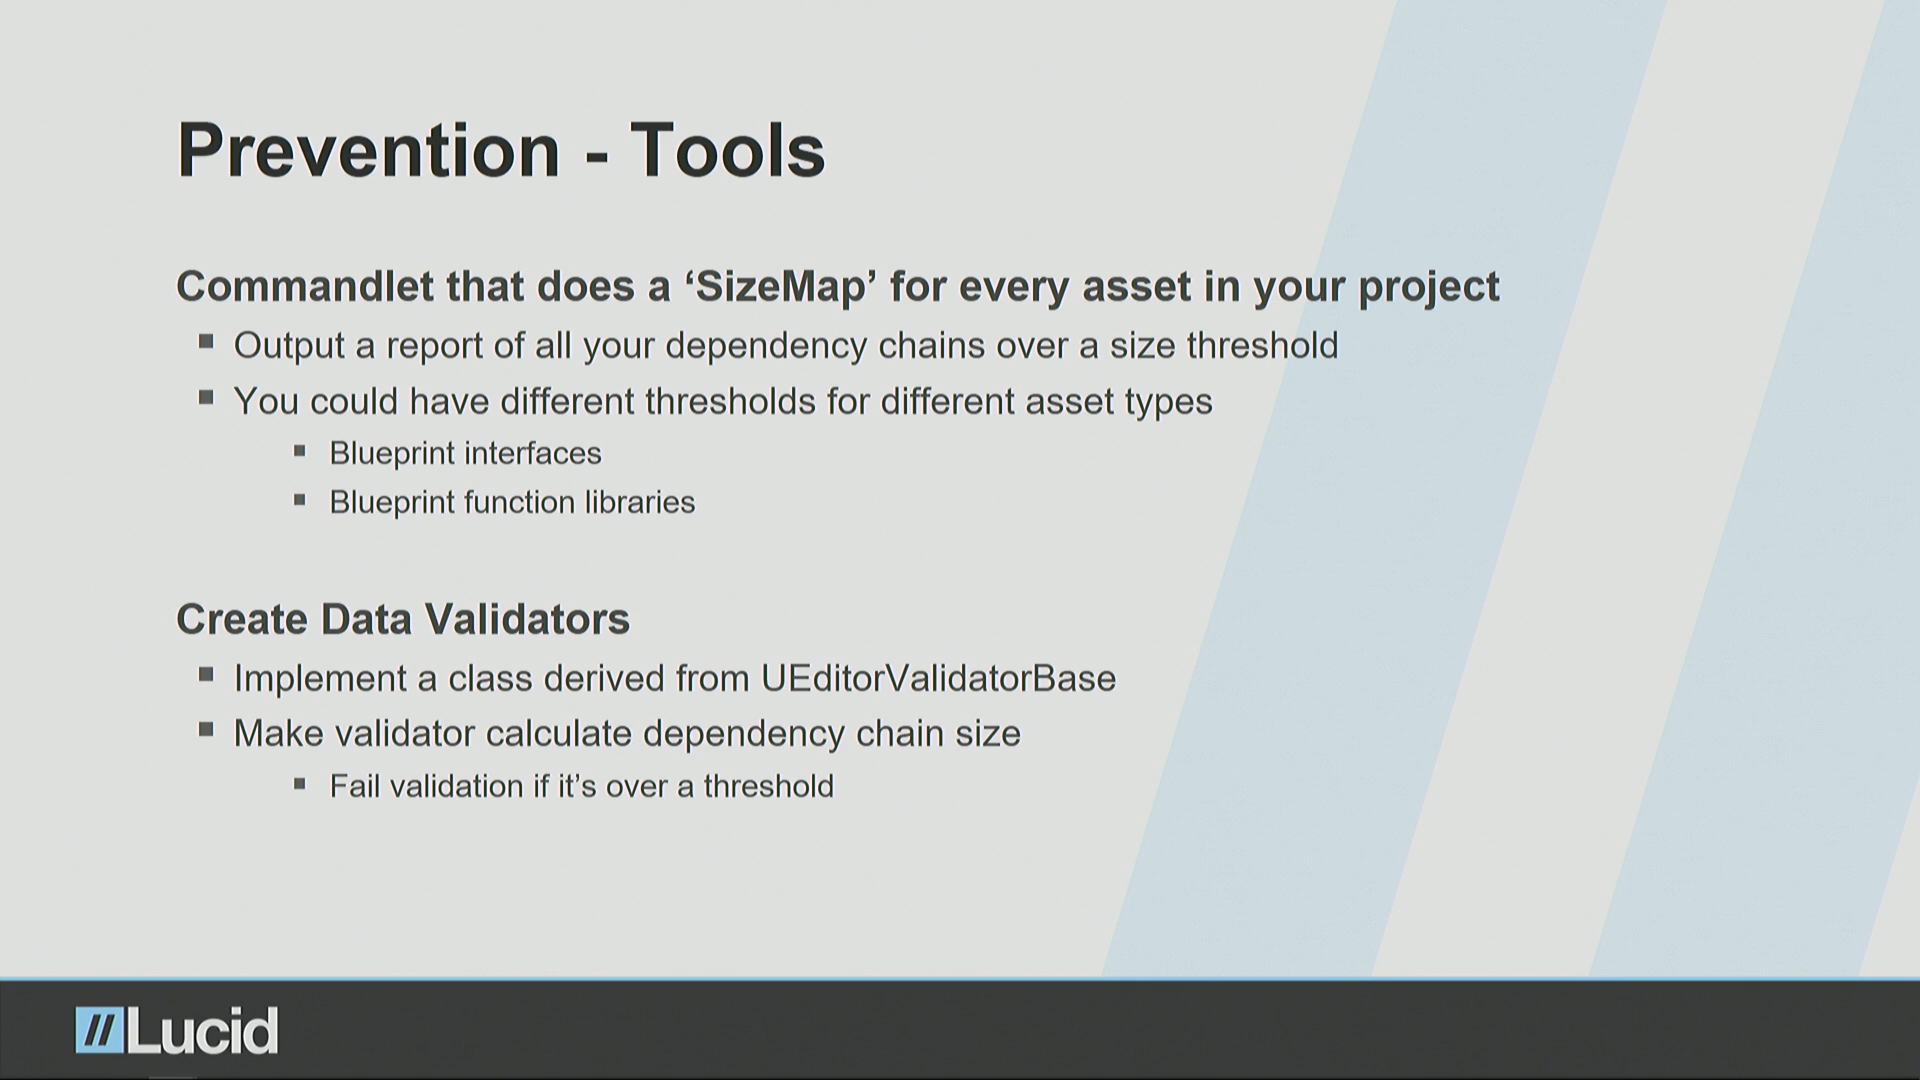 Prevention - Tools
Commandlet that does a ‘SizeMap’ for every asset in your project
Output a report of all your dependency chains over a size threshold
You could have different thresholds for different asset types
Blueprint interfaces
Blueprint function libraries
Create Data Validators
Implement a class derived from UEditorValidatorBase
Make validator calculate dependency chain size
Fail validation if it’s over a threshold
//Lucid